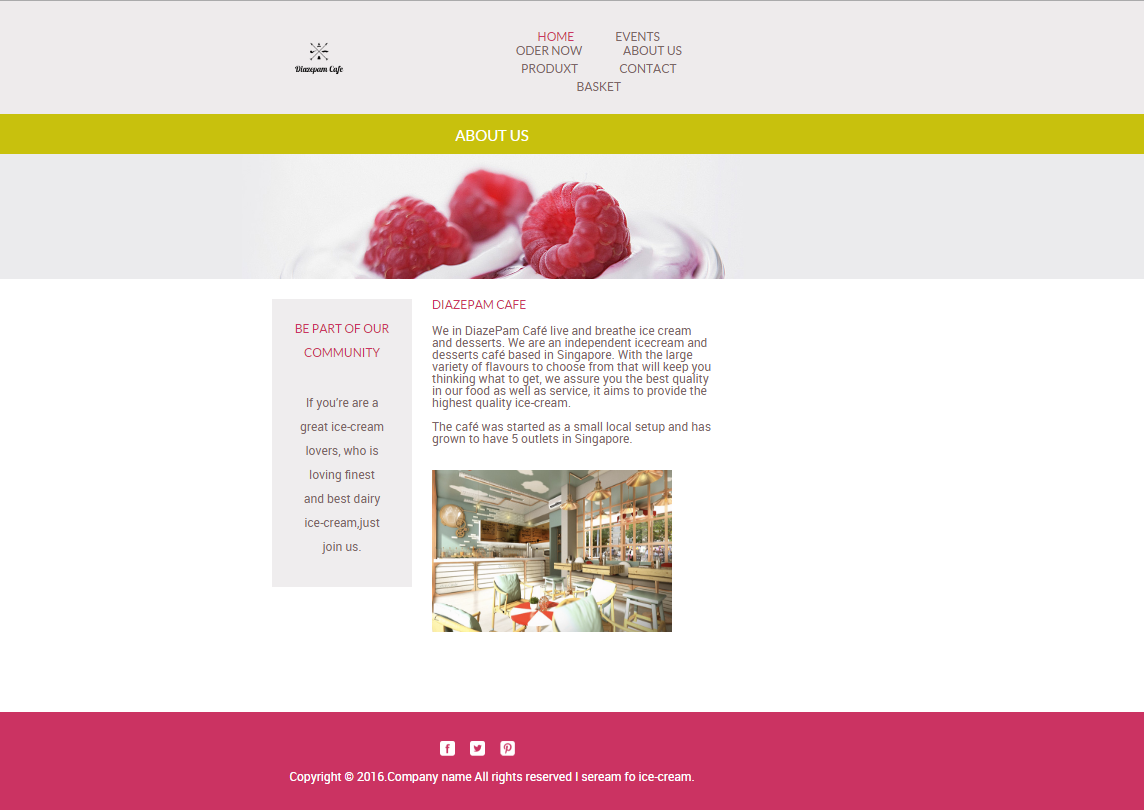 Diazepam Cafe
HOME EVENTS
ODER NOW ABOUT US
PRODUXT CONTACT
BASKET
ABOUT US
BE PART OF OUR
COMMUNITY
If you're are a
great ice-cream
lovers, who is
loving finest
and best dairy
ice-cream,just
join us.
DIAZEPAM CAFE
We in DiazePam Café live and breathe ice cream
and desserts. We are an independent icecream and
desserts café based in Singapore. With the large
variety of flavours to choose from that will keep you
thinking what to get, we assure you the best quality
in our food as well as service, it aims to provide the
highest quality ice-cream.
The café was started as a small local setup and has
grown to have 5 outlets in Singapore.
Copyright © 2016.Company name All rights reserved I seream fo ice-cream.